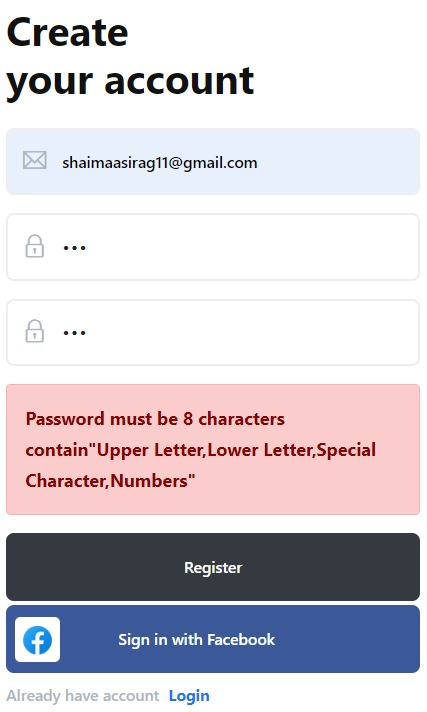 Create
your account
shaimaasirag11@gmail.com
•••
•••
Password must be 8 characters
contain"Upper Letter,Lower Letter,Special
Character,Numbers"
Register
Sign in with Facebook
Already have account Login